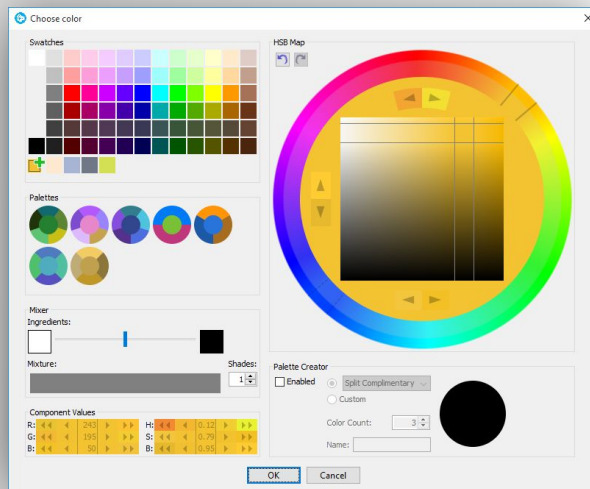 Choose color
Swatches
Palettes
Mixer
Ingredients:
Mixture:
Shades:
1
Component Values
R: 243 H: 0.12
G: 195 S: 0.79
B: 50 B: 0.95
HSB Map
Palette Creator
Enabled
Split Complimentary
Custom
Color Count: 3
Name:
OK Cancel